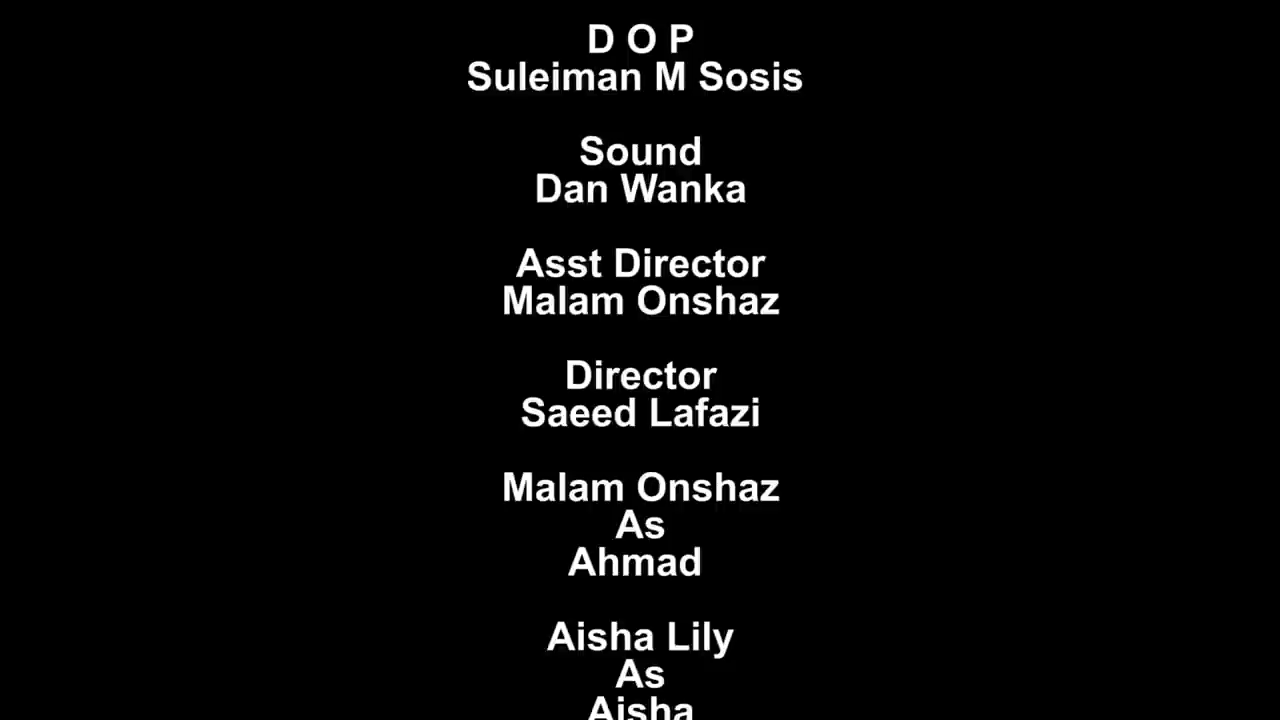 D O P
Suleiman M Sosis
Sound
Dan Wanka
Asst Director
Malam Onshaz
Director
Saeed Lafazi
Malam Onshaz
As
Ahmad
Aisha Lily
As
Aisha